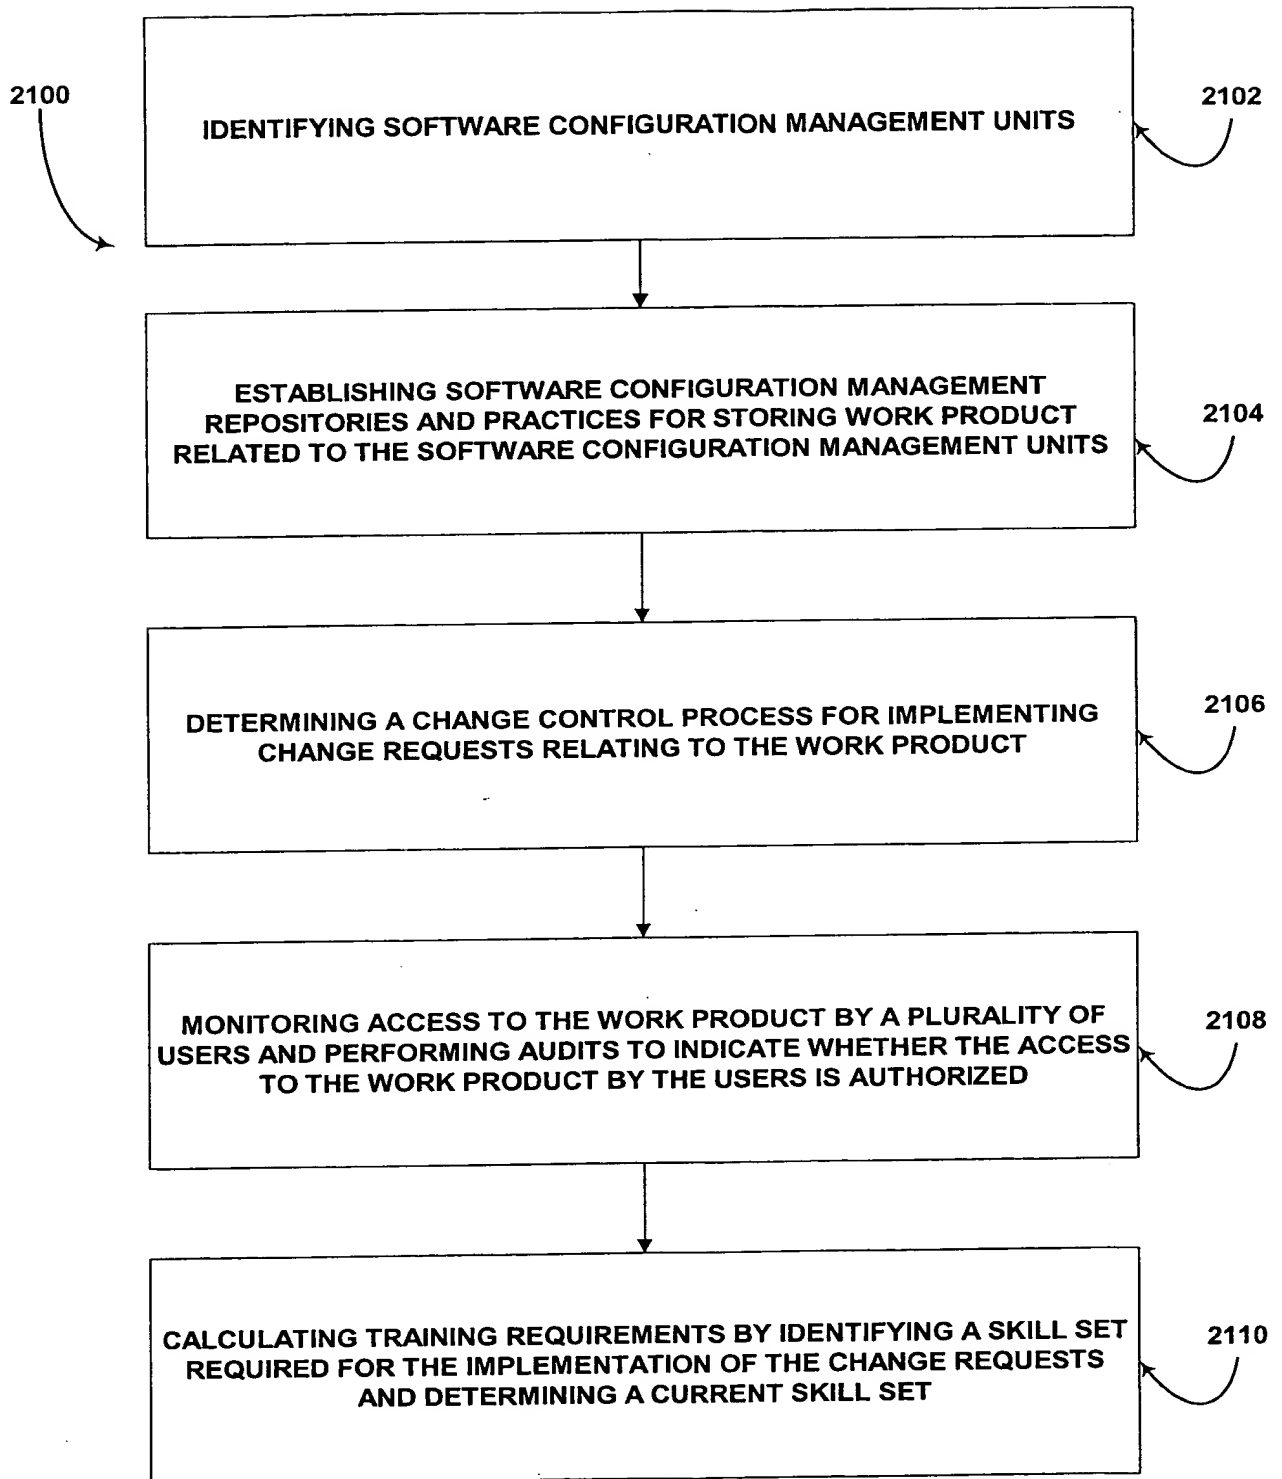 2100
IDENTIFYING SOFTWARE CONFIGURATION MANAGEMENT UNITS
2102
ESTABLISHING SOFTWARE CONFIGURATION MANAGEMENT
REPOSITORIES AND PRACTICES FOR STORING WORK PRODUCT
RELATED TO THE SOFTWARE CONFIGURATION MANAGEMENT UNITS
2104
DETERMINING A CHANGE CONTROL PROCESS FOR IMPLEMENTING
CHANGE REQUESTS RELATING TO THE WORK PRODUCT
2106
MONITORING ACCESS TO THE WORK PRODUCT BY A PLURALITY OF
USERS AND PERFORMING AUDITS TO INDICATE WHETHER THE ACCESS
TO THE WORK PRODUCT BY THE USERS IS AUTHORIZED
2108
CALCULATING TRAINING REQUIREMENTS BY IDENTIFYING A SKILL SET
REQUIRED FOR THE IMPLEMENTATION OF THE CHANGE REQUESTS
AND DETERMINING A CURRENT SKILL SET
2110